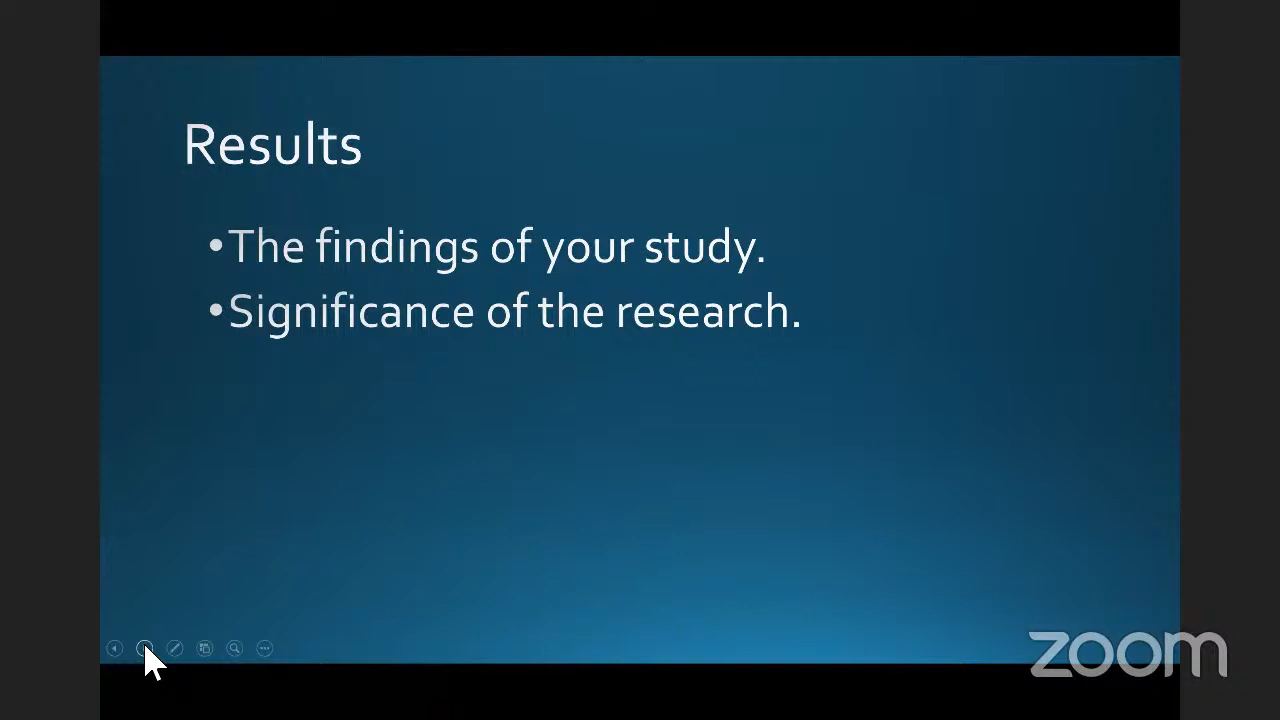 Results
•The findings of your study.
•Significance of the research.
zoom